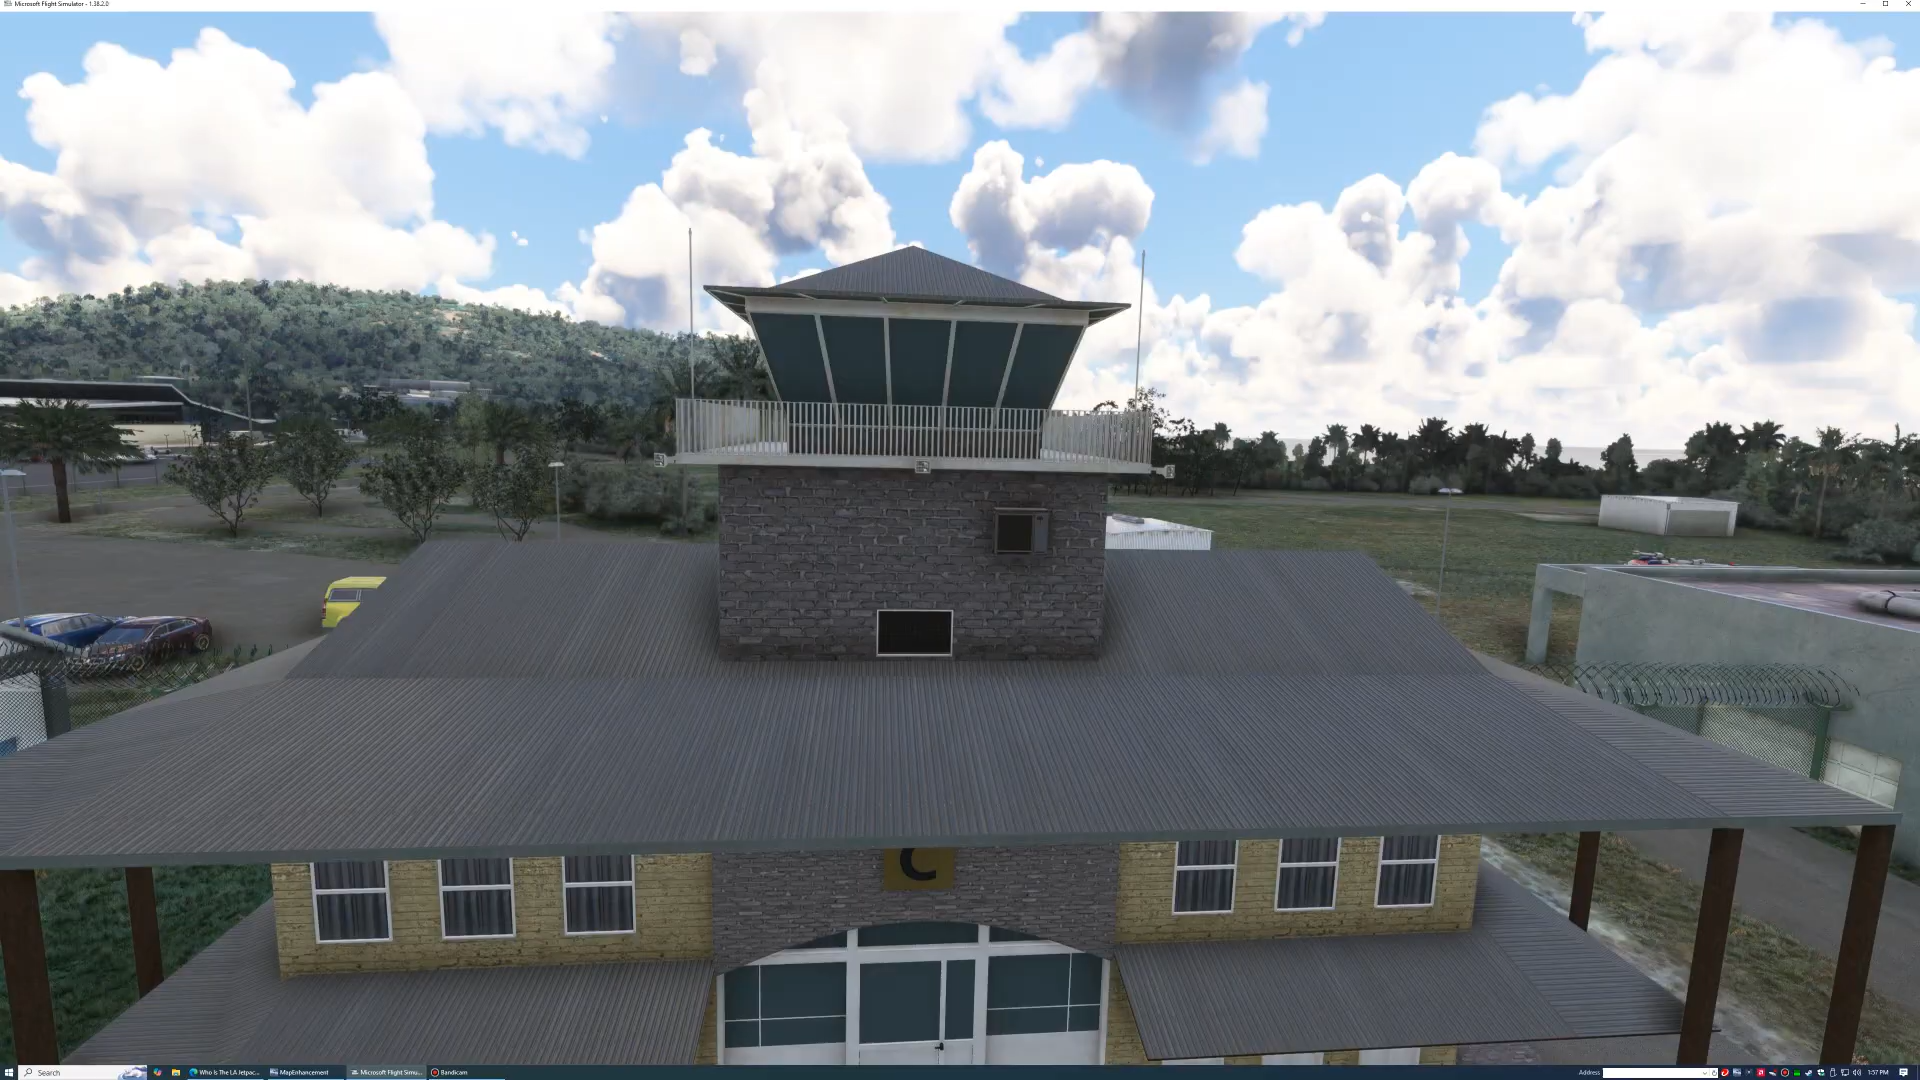 Microsoft Flight Simulator - 1.38.2.0
C
Search
Who Is The LA Jetpac...
MapEnhancement
Microsoft Flight Simu...
Bandicam
Address
1:57 PM